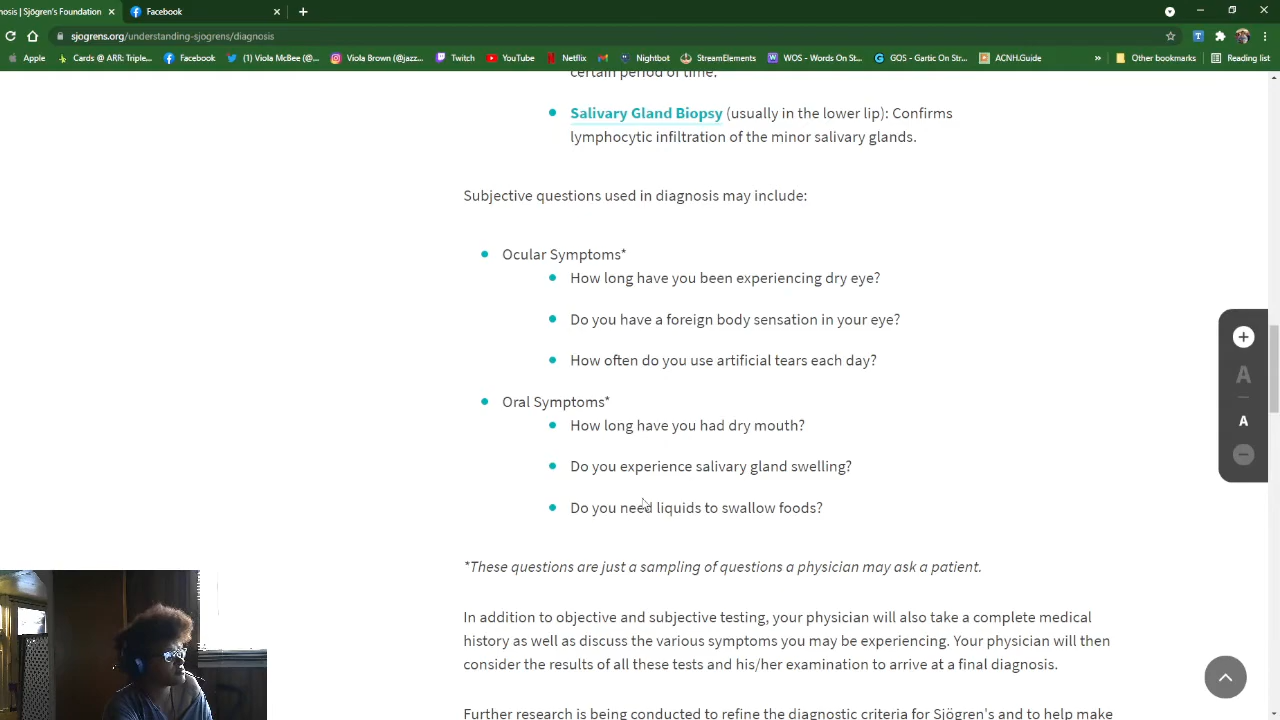 nosis | Sjögren's Foundation
Facebook
sjogrens.org/understanding-sjogrens/diagnosis
Apple
Cards @ ARR: Triple...
Facebook
(1) Viola McBee (@...
Viola Brown (@jazz...
Twitch
YouTube
Netflix
Nightbot
StreamElements
WOS - Words On Str...
GOS - Gartic On Str...
ACNH.Guide
»
Other bookmarks
Reading list
certain period of time.
Salivary Gland Biopsy (usually in the lower lip): Confirms
lymphocytic infiltration of the minor salivary glands.
Subjective questions used in diagnosis may include:
Ocular Symptoms*
How long have you been experiencing dry eye?
Do you have a foreign body sensation in your eye?
How often do you use artificial tears each day?
Oral Symptoms*
How long have you had dry mouth?
Do you experience salivary gland swelling?
Do you need liquids to swallow foods?
*These questions are just a sampling of questions a physician may ask a patient.
In addition to objective and subjective testing, your physician will also take a complete medical
history as well as discuss the various symptoms you may be experiencing. Your physician will then
consider the results of all these tests and his/her examination to arrive at a final diagnosis.
Further research is being conducted to refine the diagnostic criteria for Sjögren's and to help make
A
A